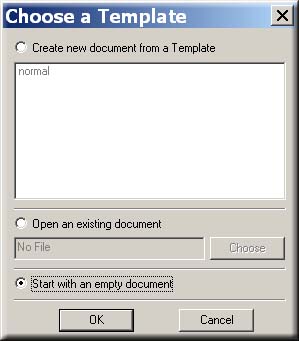 Choose a Template
Create new document from a Template
normal
Open an existing document
No File
Choose
Start with an empty document
OK
Cancel